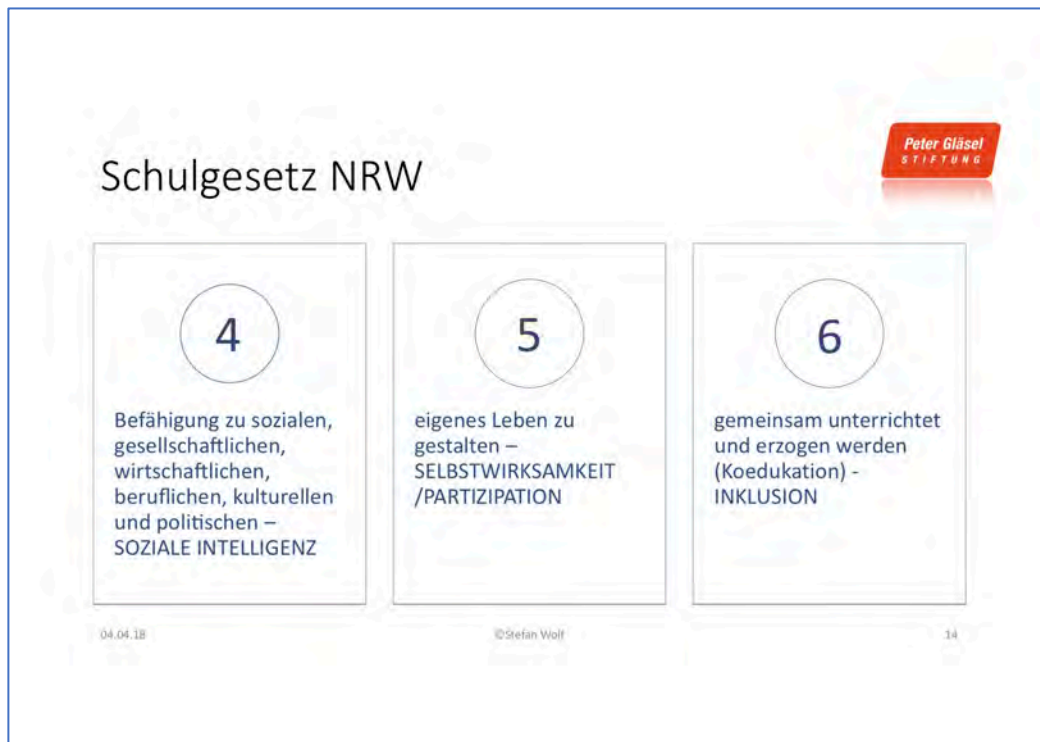 Schulgesetz NRW
Peter Gläsel
STIFTUNG
4
Befähigung zu sozialen,
gesellschaftlichen,
wirtschaftlichen,
beruflichen, kulturellen
und politischen –
SOZIALE INTELLIGENZ
5
eigenes Leben zu
gestalten –
SELBSTWIRKSAMKEIT
/PARTIZIPATION
6
gemeinsam unterrichtet
und erzogen werden
(Koedukation) -
INKLUSION
04.04.18
©Stefan Wolf
14